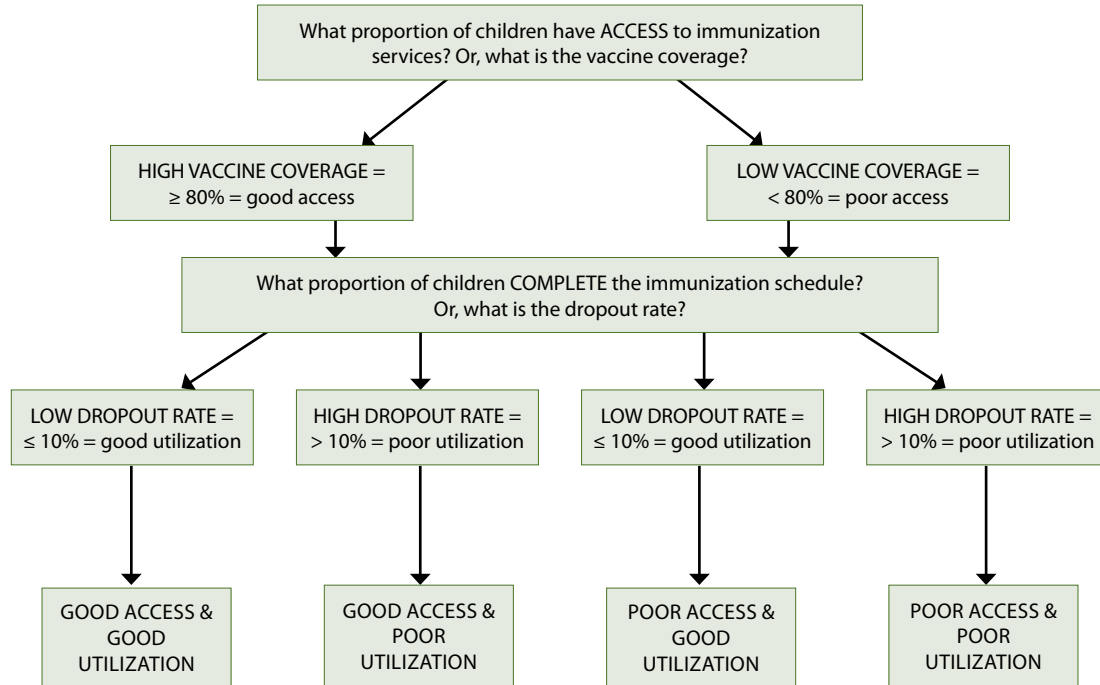 What proportion of children have ACCESS to immunization
services? Or, what is the vaccine coverage?
HIGH VACCINE COVERAGE =
≥ 80% = good access
LOW VACCINE COVERAGE =
< 80% = poor access
What proportion of children COMPLETE the immunization schedule?
Or, what is the dropout rate?
LOW DROPOUT RATE =
≤ 10% = good utilization
HIGH DROPOUT RATE =
> 10% = poor utilization
LOW DROPOUT RATE =
≤ 10% = good utilization
HIGH DROPOUT RATE =
> 10% = poor utilization
GOOD ACCESS &
GOOD
UTILIZATION
GOOD ACCESS &
POOR
UTILIZATION
POOR ACCESS &
GOOD
UTILIZATION
POOR ACCESS &
POOR
UTILIZATION